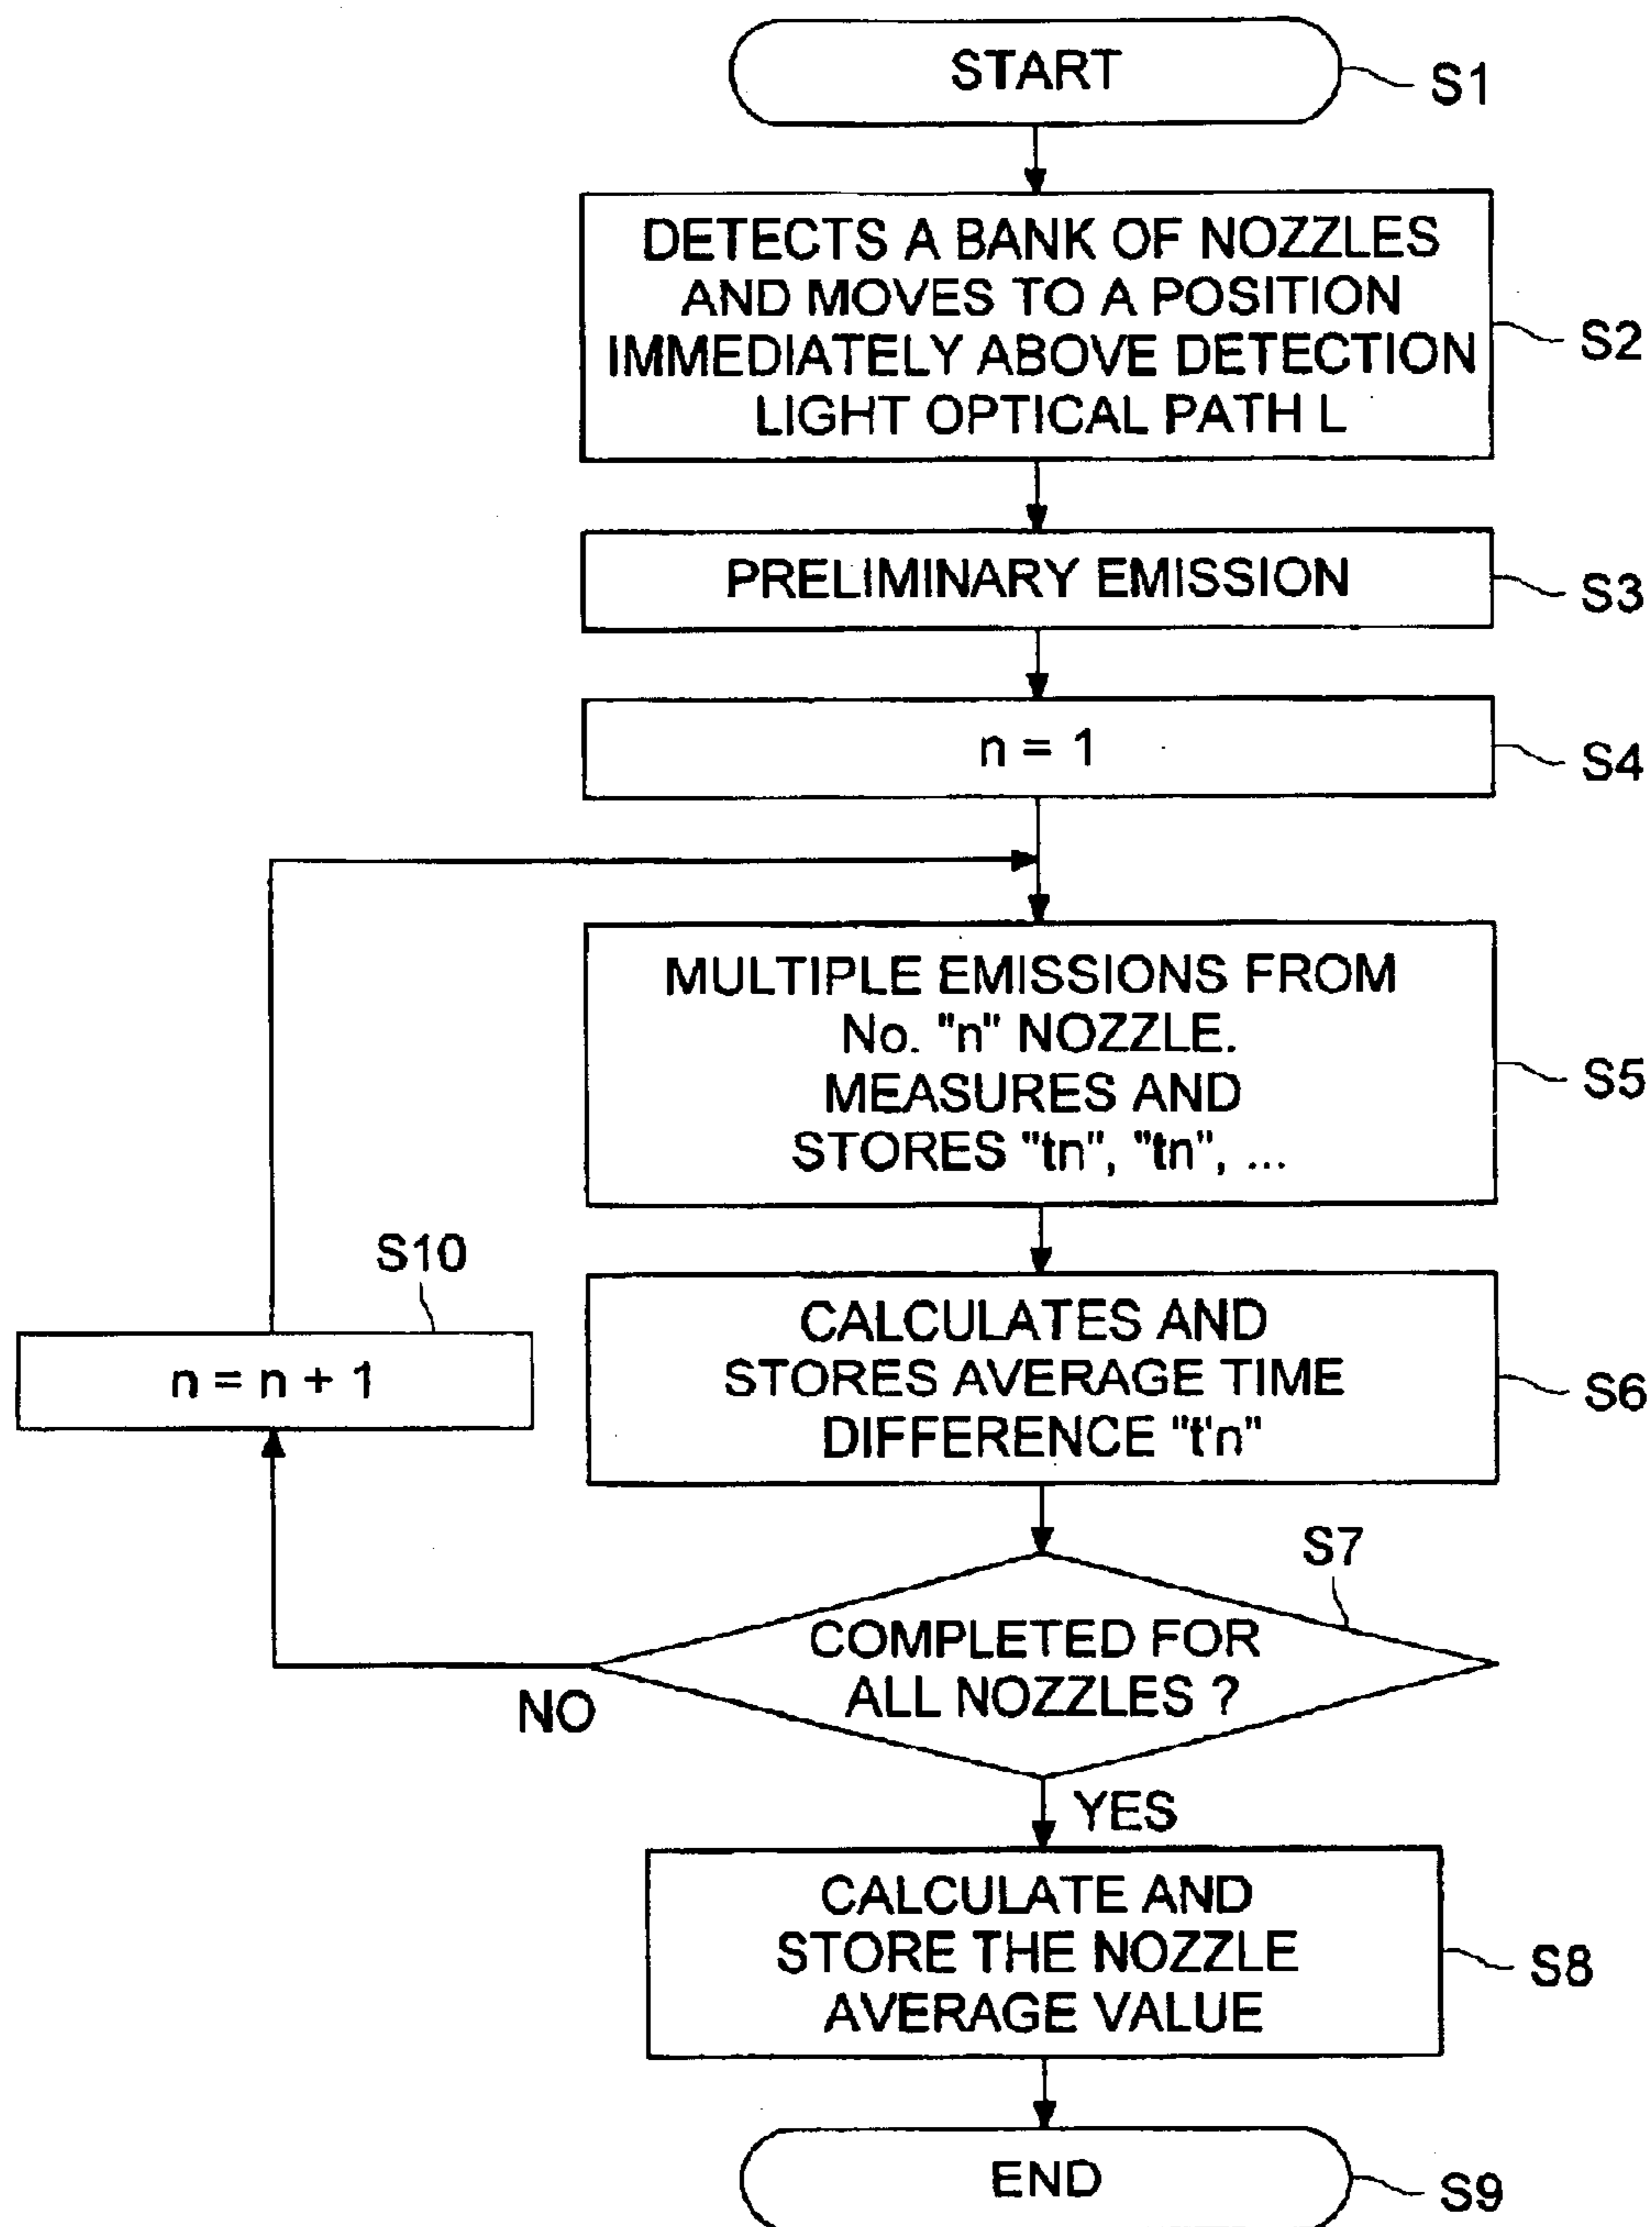 START
S1
DETECTS A BANK OF NOZZLES
AND MOVES TO A POSITION
IMMEDIATELY ABOVE DETECTION
LIGHT OPTICAL PATH L
S2
PRELIMINARY EMISSION
S3
n = 1
S4
MULTIPLE EMISSIONS FROM
No. "n" NOZZLE.
MEASURES AND
STORES "tn", "tn", ...
S5
S10
n = n + 1
CALCULATES AND
STORES AVERAGE TIME
DIFFERENCE "t'n"
S6
S7
COMPLETED FOR
ALL NOZZLES ?
NO
YES
CALCULATE AND
STORE THE NOZZLE
AVERAGE VALUE
S8
END
S9